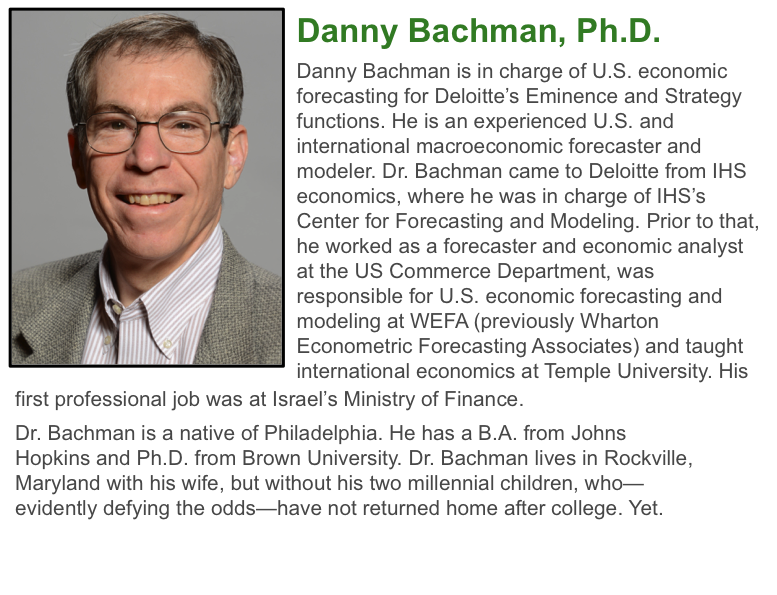 Danny Bachman, Ph.D.
Danny Bachman is in charge of U.S. economic
forecasting for Deloitte’s Eminence and Strategy
functions. He is an experienced U.S. and
international macroeconomic forecaster and
modeler. Dr. Bachman came to Deloitte from IHS
economics, where he was in charge of IHS’s
Center for Forecasting and Modeling. Prior to that,
he worked as a forecaster and economic analyst
at the US Commerce Department, was
responsible for U.S. economic forecasting and
modeling at WEFA (previously Wharton
Econometric Forecasting Associates) and taught
international economics at Temple University. His
first professional job was at Israel’s Ministry of Finance.
Dr. Bachman is a native of Philadelphia. He has a B.A. from Johns
Hopkins and Ph.D. from Brown University. Dr. Bachman lives in Rockville,
Maryland with his wife, but without his two millennial children, who—
evidently defying the odds—have not returned home after college. Yet.